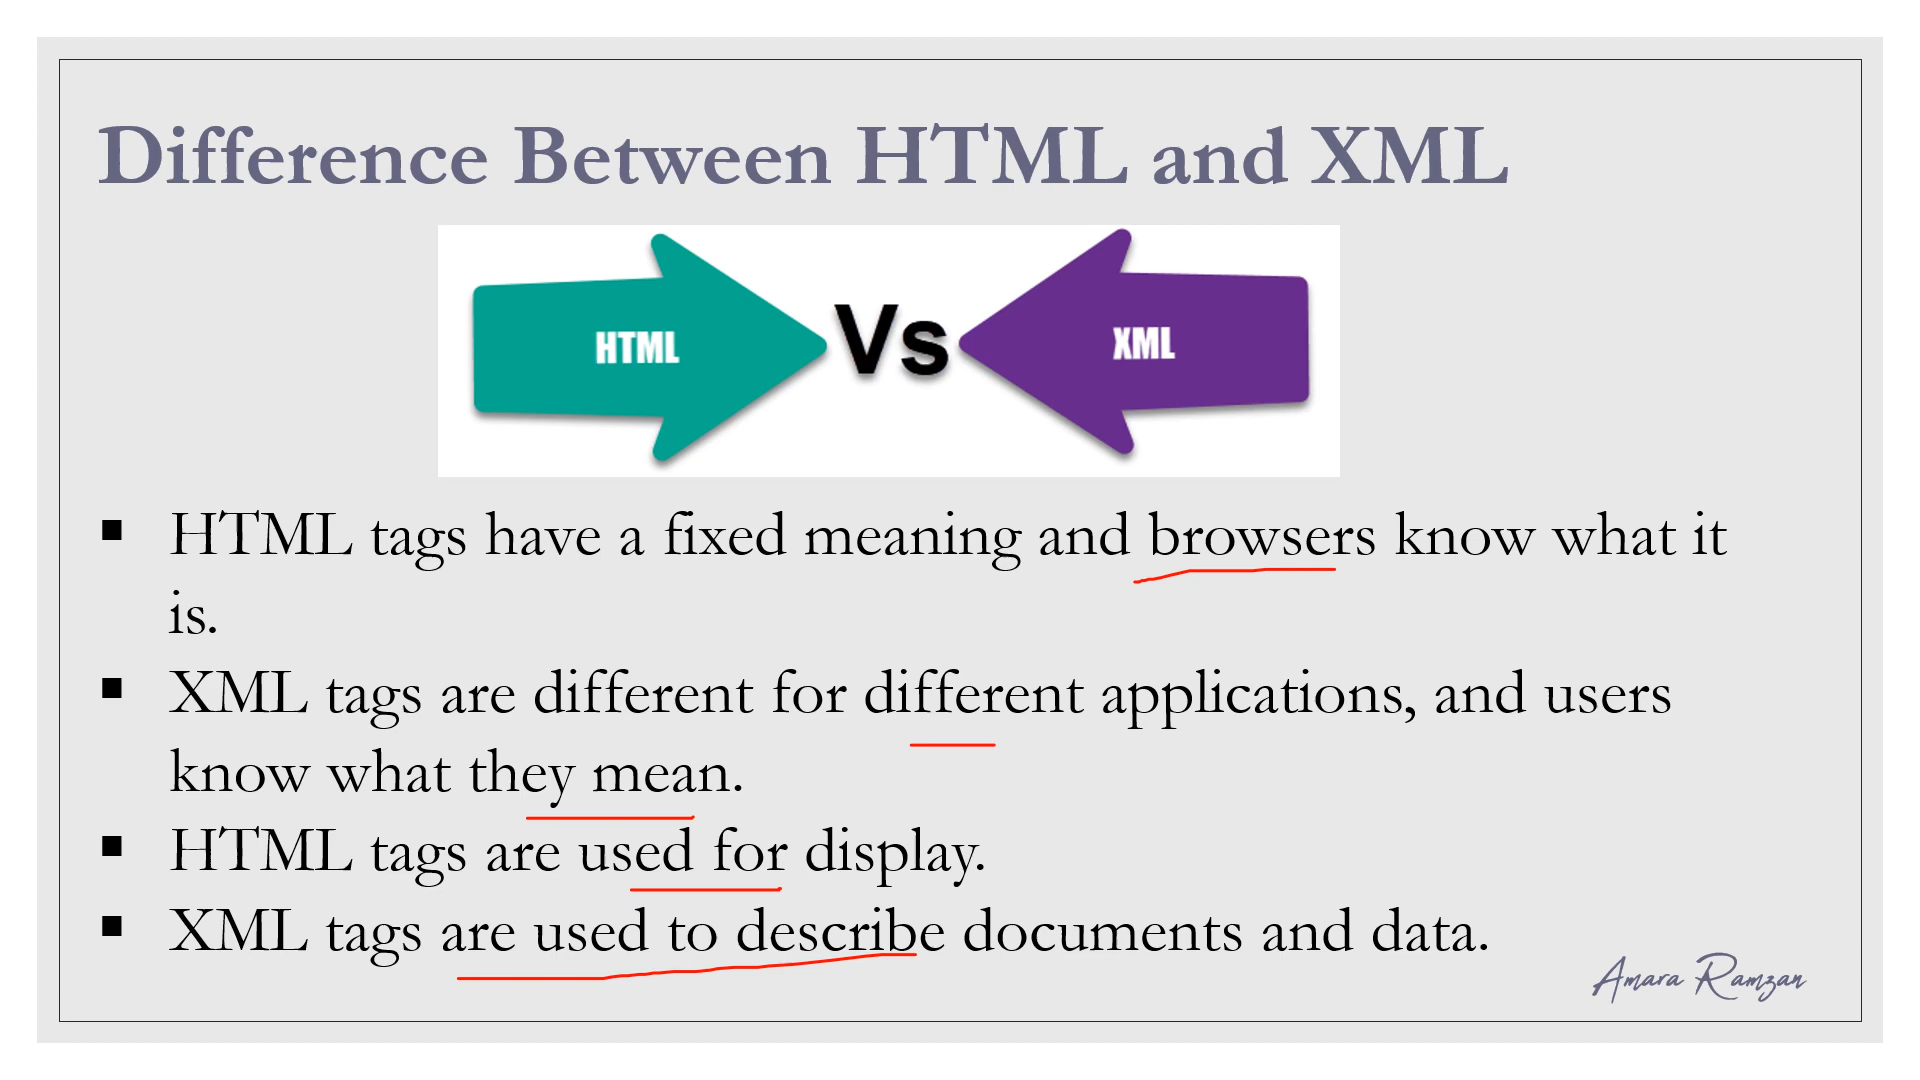 Difference Between HTML and XML
HTML
Vs
XML
▪ HTML tags have a fixed meaning and browsers know what it
is.
▪ XML tags are different for different applications, and users
know what they mean.
▪ HTML tags are used for display.
▪ XML tags are used to describe documents and data.
Amara Ramzan